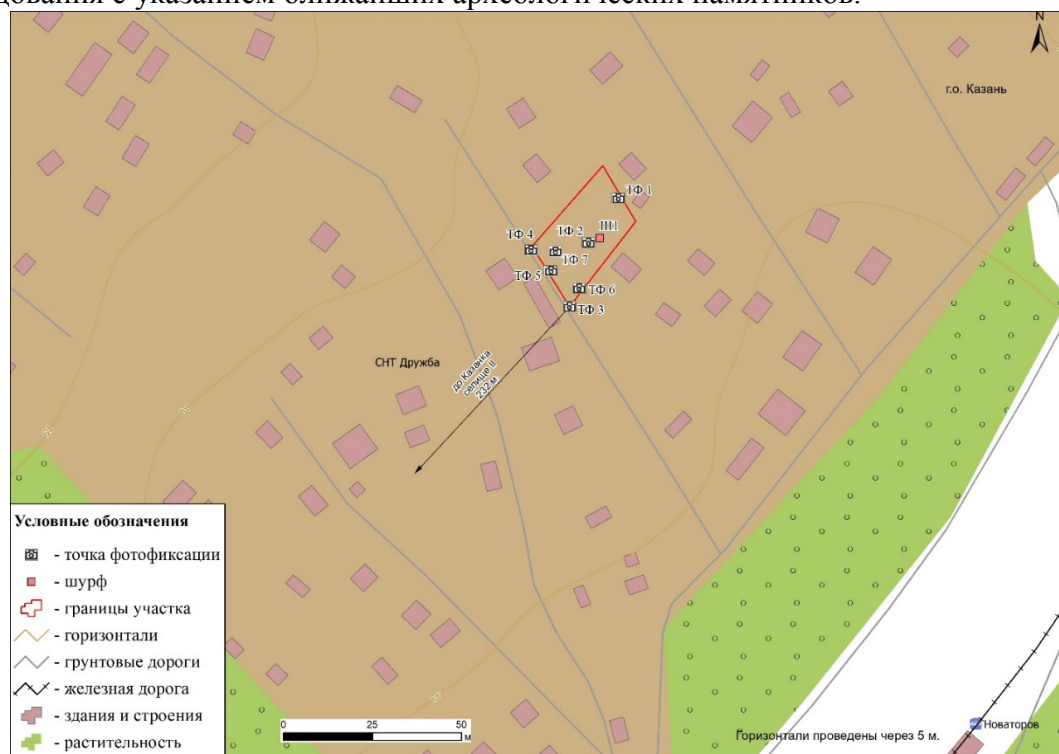 дования с указанием ближайших археологических памятников.
N
г.о. Казань
ТФ 1
Ш1
ТФ 2
ТФ 4
ТФ 7
ТФ 5
ТФ 6
ТФ 3
до Казанка
селище II
232 м
СНТ Дружба
Условные обозначения
- точка фотофиксации
- шурф
- границы участка
- горизонтали
- грунтовые дороги
- железная дорога
- здания и строения
- растительность
0 25 50
м
Новаторов
Горизонтали проведены через 5 м.